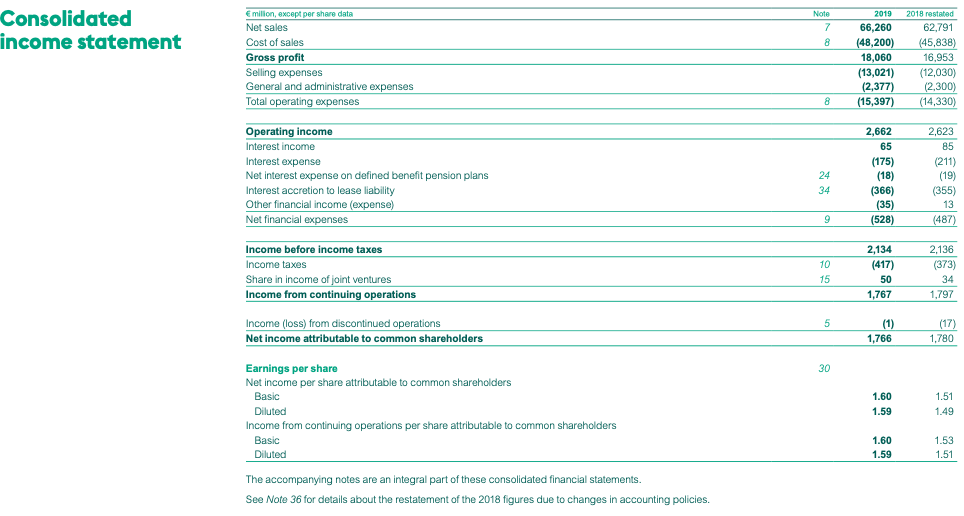 Consolidated
income statement
€ million, except per share data Note 2019 2018 restated
Net sales 7 66,260 62,791
Cost of sales 8 (48,200) (45,838)
Gross profit 18,060 16,953
Selling expenses (13,021) (12,030)
General and administrative expenses (2,377) (2,300)
Total operating expenses 8 (15,397) (14,330)
Operating income 2,662 2,623
Interest income 65 85
Interest expense (175) (211)
Net interest expense on defined benefit pension plans 24 (18) (19)
Interest accretion to lease liability 34 (366) (355)
Other financial income (expense) (35) 13
Net financial expenses 9 (528) (487)
Income before income taxes 2,134 2,136
Income taxes 10 (417) (373)
Share in income of joint ventures 15 50 34
Income from continuing operations 1,767 1,797
Income (loss) from discontinued operations 5 (1) (17)
Net income attributable to common shareholders 1,766 1,780
Earnings per share 30
Net income per share attributable to common shareholders
Basic 1.60 1.51
Diluted 1.59 1.49
Income from continuing operations per share attributable to common shareholders
Basic 1.60 1.53
Diluted 1.59 1.51
The accompanying notes are an integral part of these consolidated financial statements.
See Note 36 for details about the restatement of the 2018 figures due to changes in accounting policies.